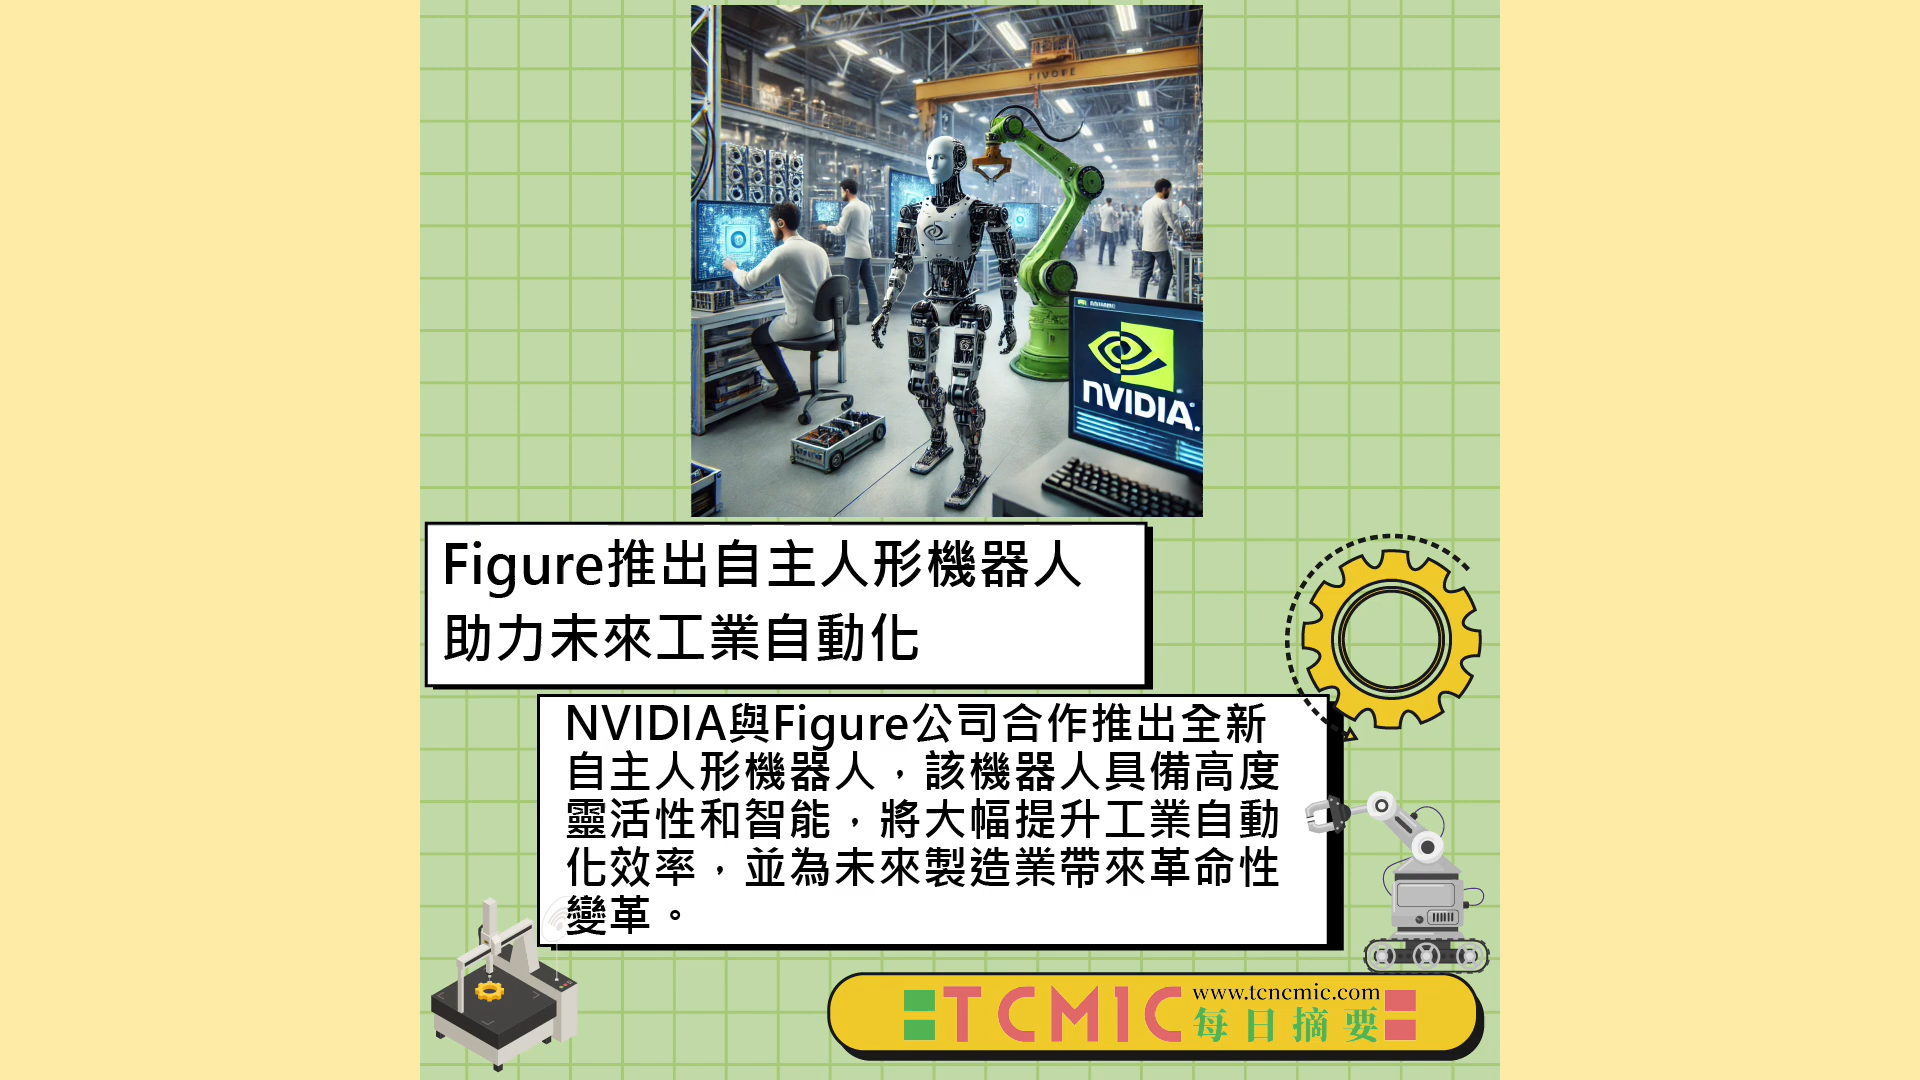 FIVORE
NVIDIA.
Figure推出自主人形機器人
助力未來工業自動化
NVIDIA與Figure公司合作推出全新
自主人形機器人，該機器人具備高度
靈活性和智能，將大幅提升工業自動
化效率，並為未來製造業帶來革命性
變革。
TCMIC
www.tcncmic.com
每日摘要